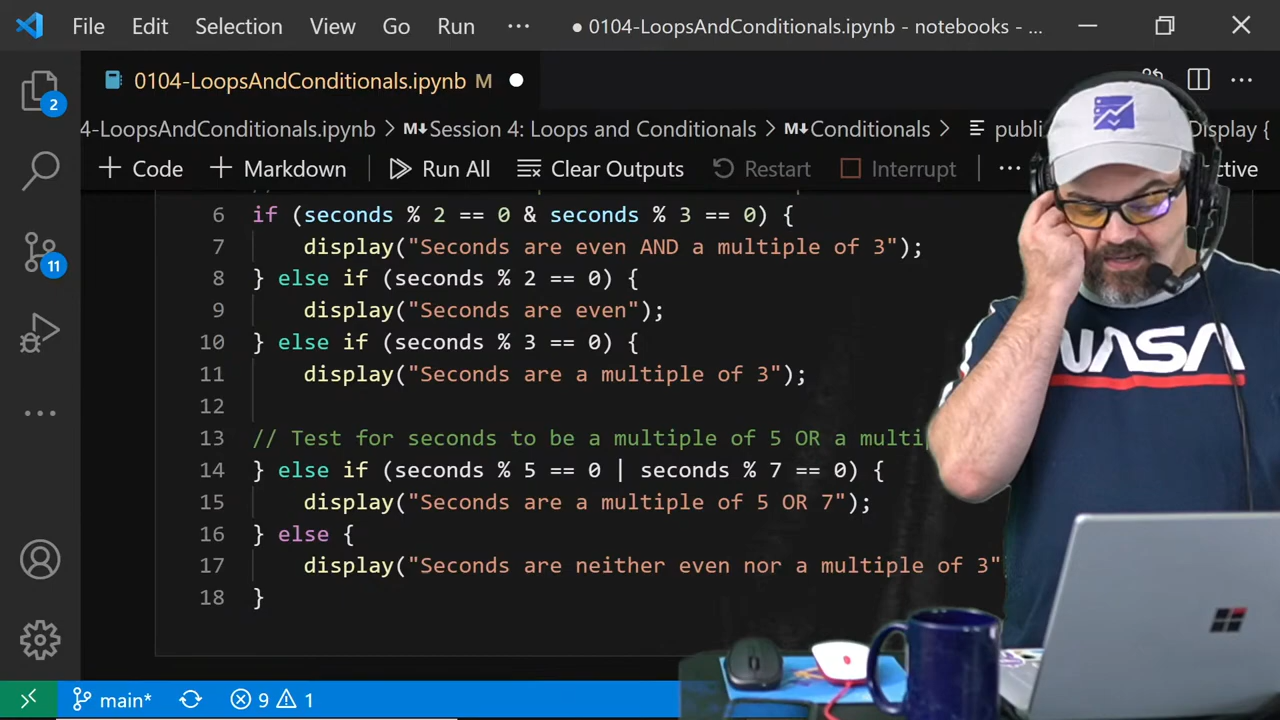 File Edit Selection View Go Run ··· ● 0104-LoopsAndConditionals.ipynb - notebooks - ...
0104-LoopsAndConditionals.ipynb M
4-LoopsAndConditionals.ipynb > M↓Session 4: Loops and Conditionals > M↓Conditionals > publi Display {
+ Code + Markdown Run All Clear Outputs Restart Interrupt ··· ctive
2
11
6 if (seconds % 2 == 0 & seconds % 3 == 0) {
7 display("Seconds are even AND a multiple of 3");
8 } else if (seconds % 2 == 0) {
9 display("Seconds are even");
10 } else if (seconds % 3 == 0) {
11 display("Seconds are a multiple of 3");
12
13 // Test for seconds to be a multiple of 5 OR a multi
14 } else if (seconds % 5 == 0 | seconds % 7 == 0) {
15 display("Seconds are a multiple of 5 OR 7");
16 } else {
17 display("Seconds are neither even nor a multiple of 3"
18 }
NASA
main* 9 1